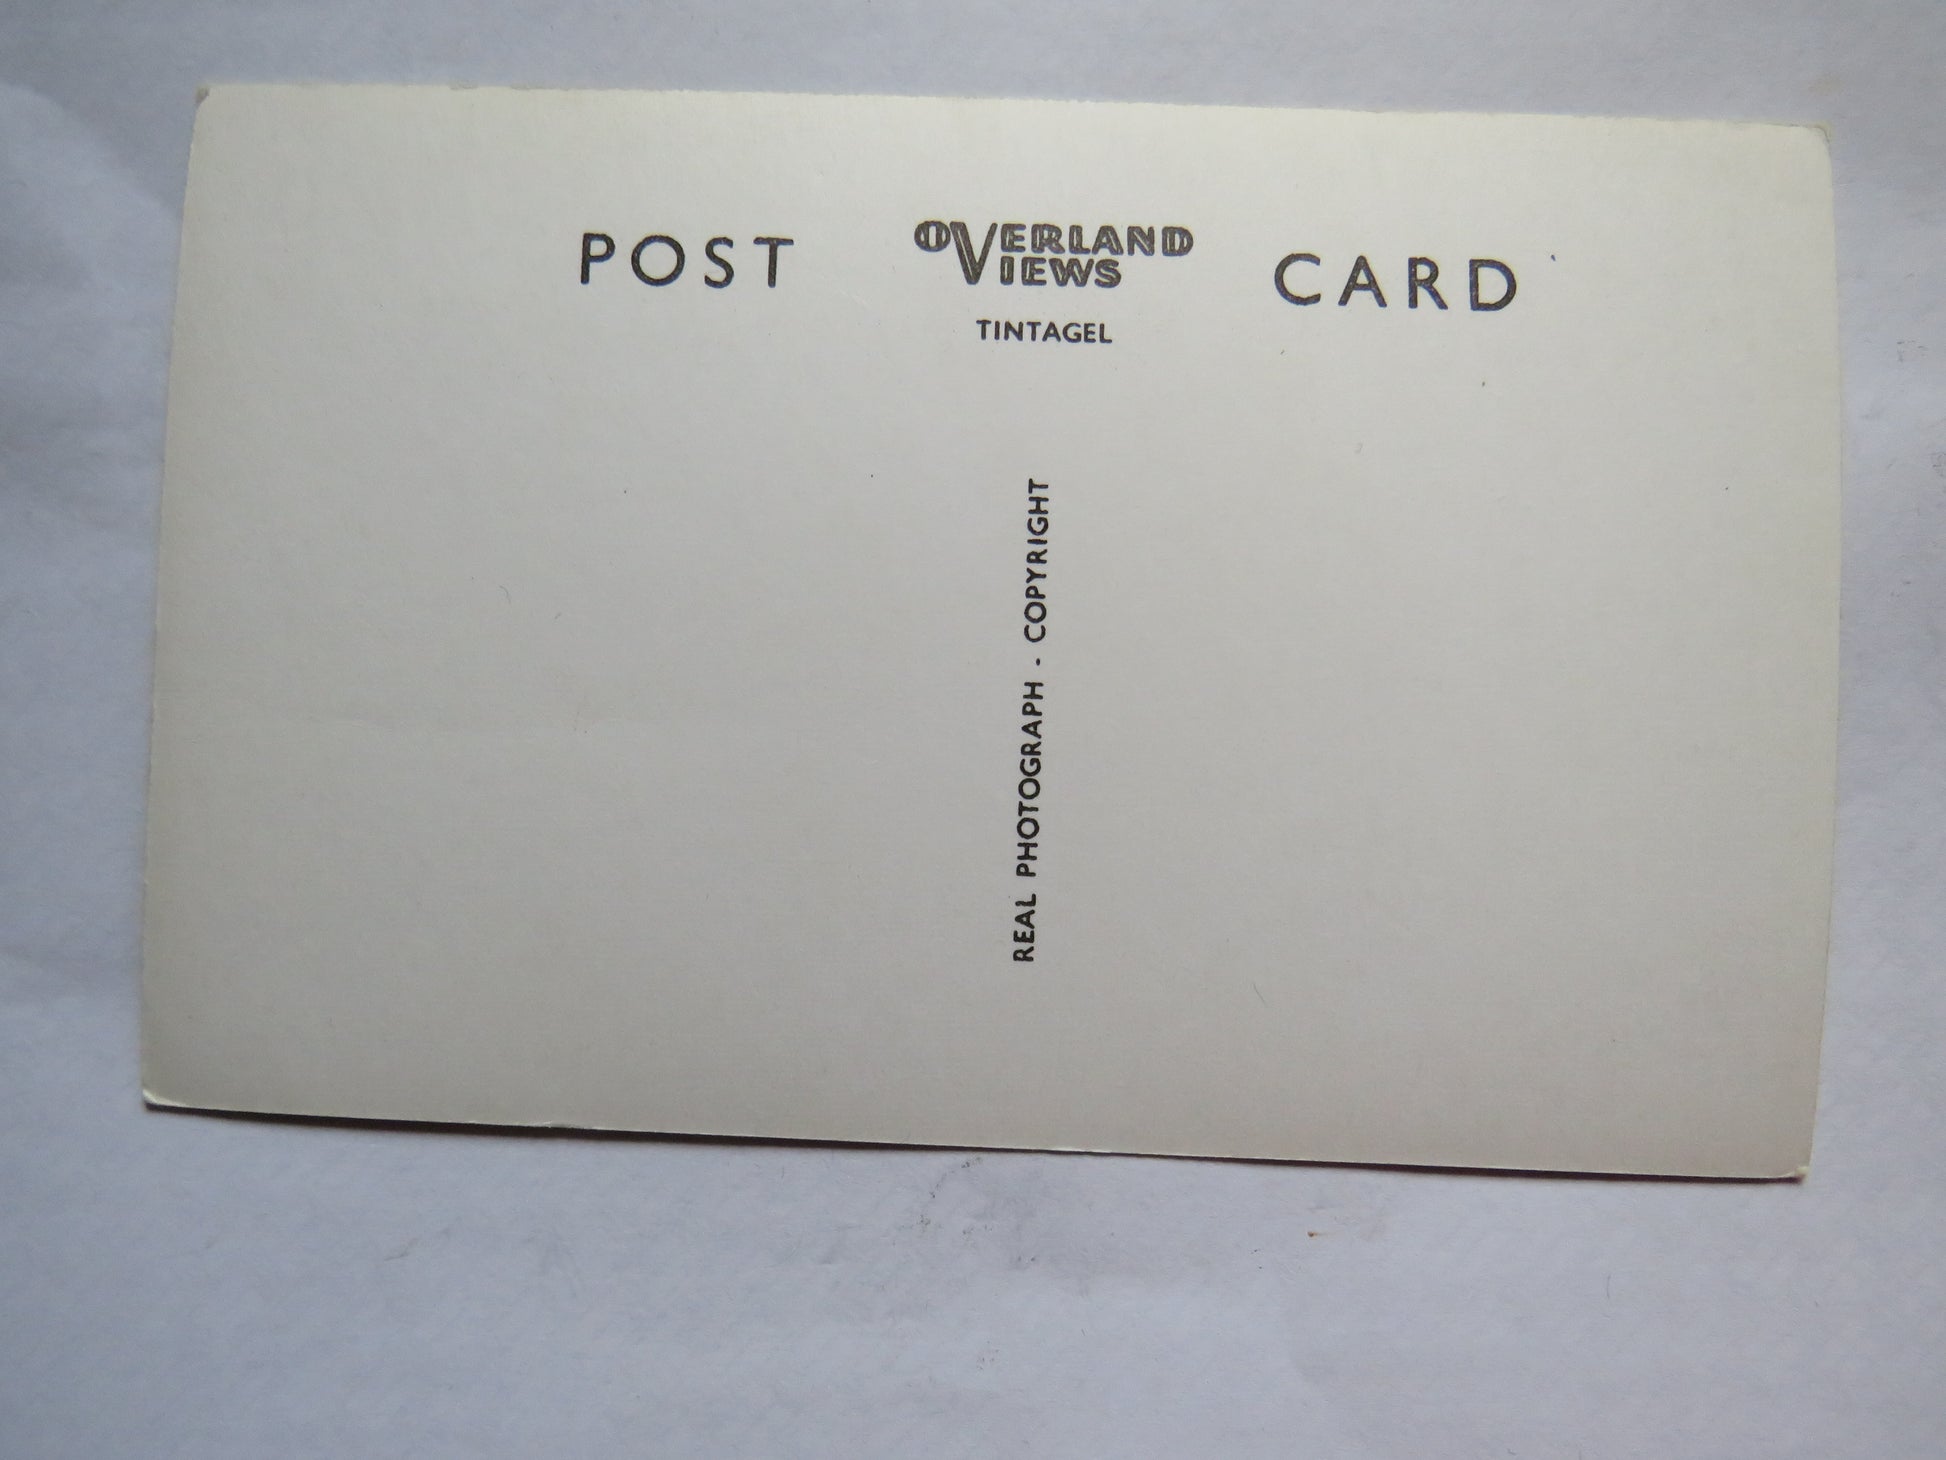 POST OVERLAND VIEWS CARD
TINTAGEL
REAL PHOTOGRAPH - COPYRIGHT